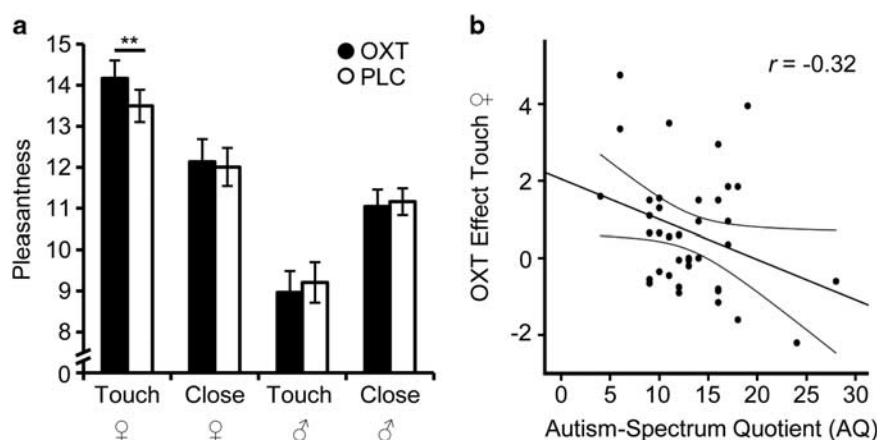 a
15
14
13
12
11
10
9
8
0
Pleasantness
**
OXT
PLC
Touch Close Touch Close
♀ ♀ ♂ ♂
b
r = -0.32
4
2
0
-2
OXT Effect Touch ♀
0 5 10 15 20 25 30
Autism-Spectrum Quotient (AQ)